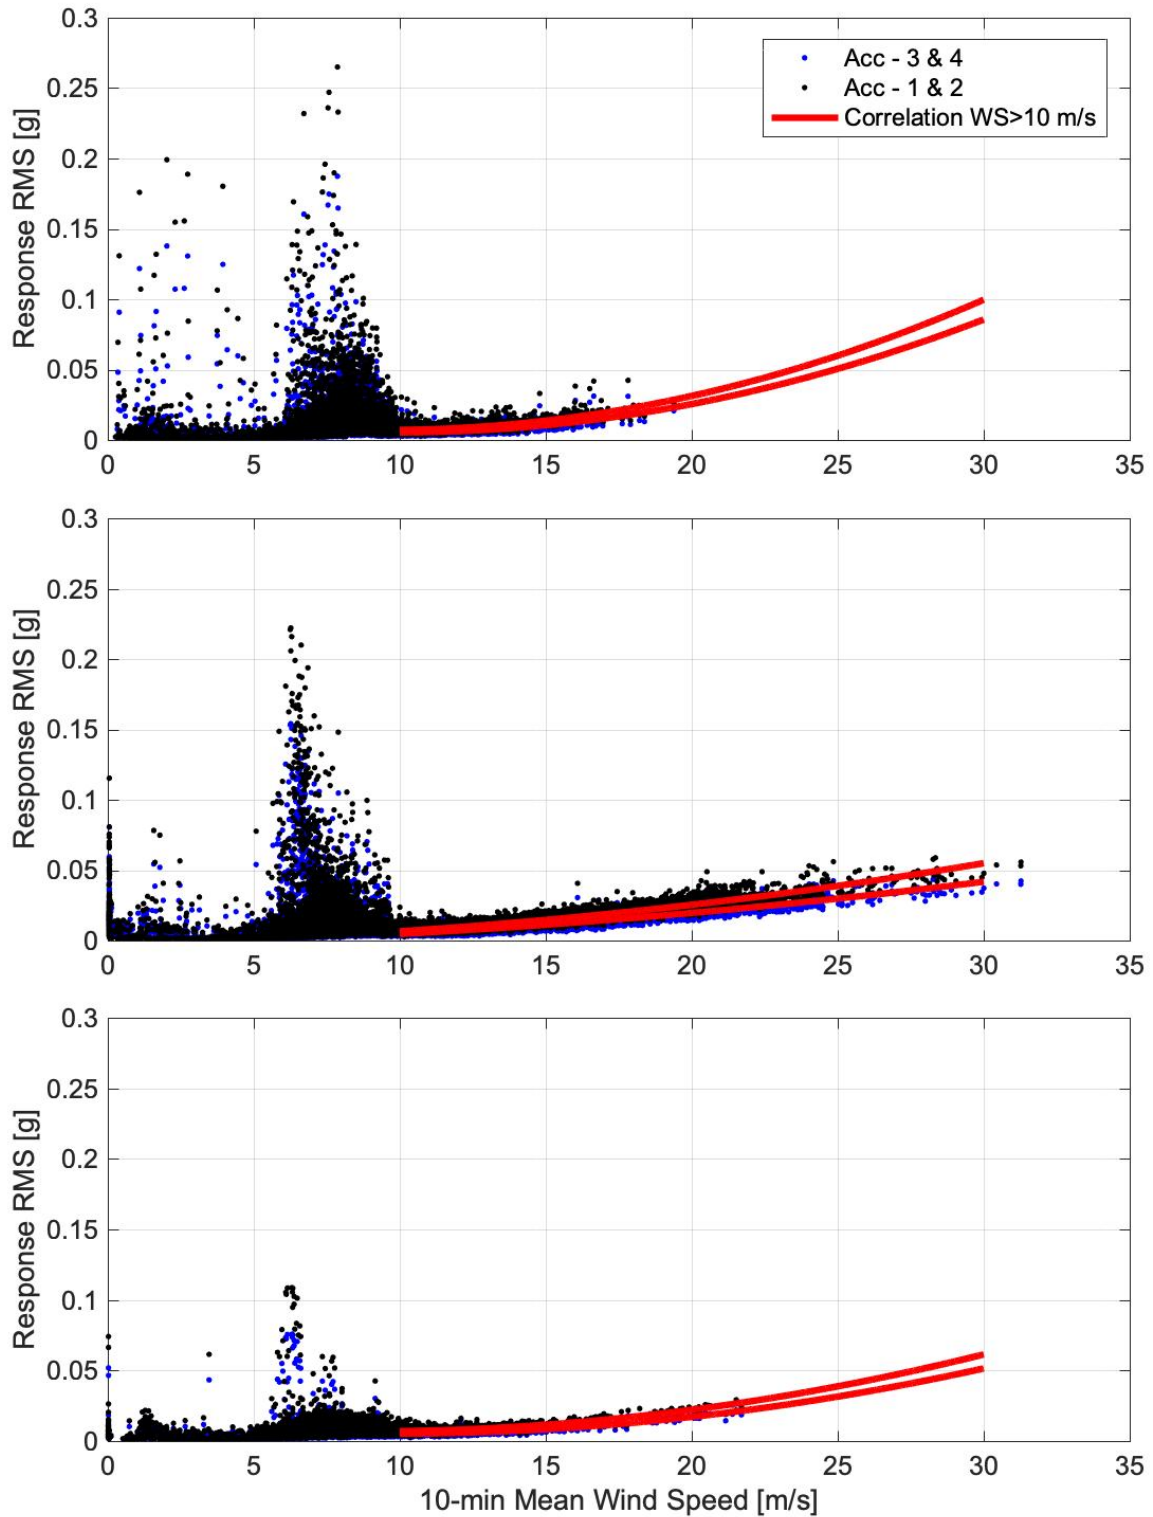 0.3
0.25
0.2
0.15
0.1
0.05
0
Response RMS [g]
Acc - 3 & 4
Acc - 1 & 2
Correlation WS>10 m/s
0 5 10 15 20 25 30 35
0.3
0.25
0.2
0.15
0.1
0.05
0
Response RMS [g]
0 5 10 15 20 25 30 35
0.3
0.25
0.2
0.15
0.1
0.05
0
Response RMS [g]
0 5 10 15 20 25 30 35
10-min Mean Wind Speed [m/s]